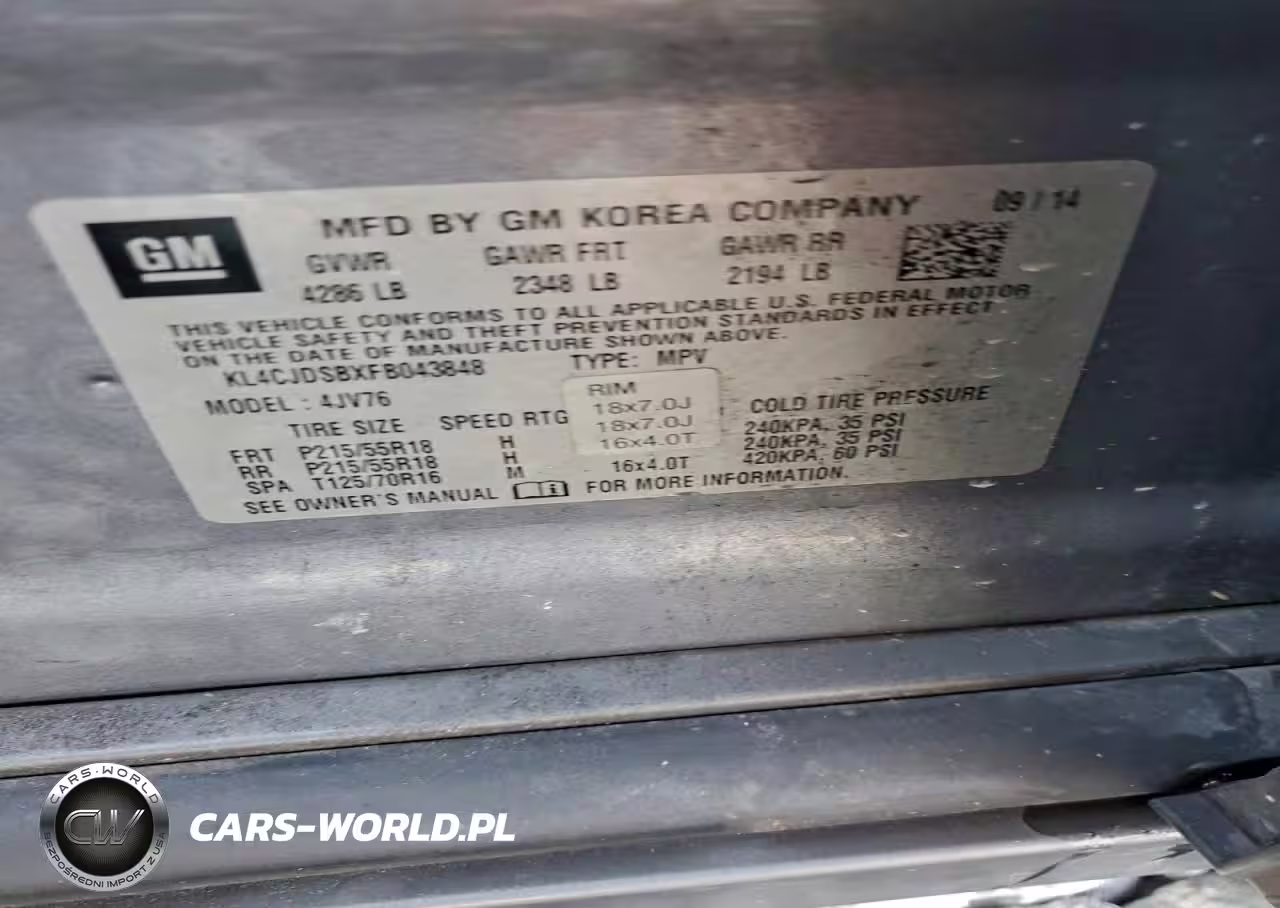 GM
MFD BY GM KOREA COMPANY 09 / 14
GVWR GAWR FRT GAWR RR
4286 LB 2348 LB 2194 LB
THIS VEHICLE CONFORMS TO ALL APPLICABLE U.S. FEDERAL MOTOR
VEHICLE SAFETY AND THEFT PREVENTION STANDARDS IN EFFECT
ON THE DATE OF MANUFACTURE SHOWN ABOVE.
KL4CJDSBXFB043848 TYPE: MPV
MODEL : 4JV76
TIRE SIZE SPEED RTG RIM COLD TIRE PRESSURE
FRT P215/55R18 H 18x7.0J 240KPA, 35 PSI
RR P215/55R18 H 18x7.0J 240KPA, 35 PSI
SPA T125/70R16 M 16x4.0T 420KPA, 60 PSI
16x4.0T
SEE OWNER'S MANUAL FOR MORE INFORMATION.
CARS-WORLD
CW
BEZPOŚREDNI IMPORT Z USA
CARS-WORLD.PL